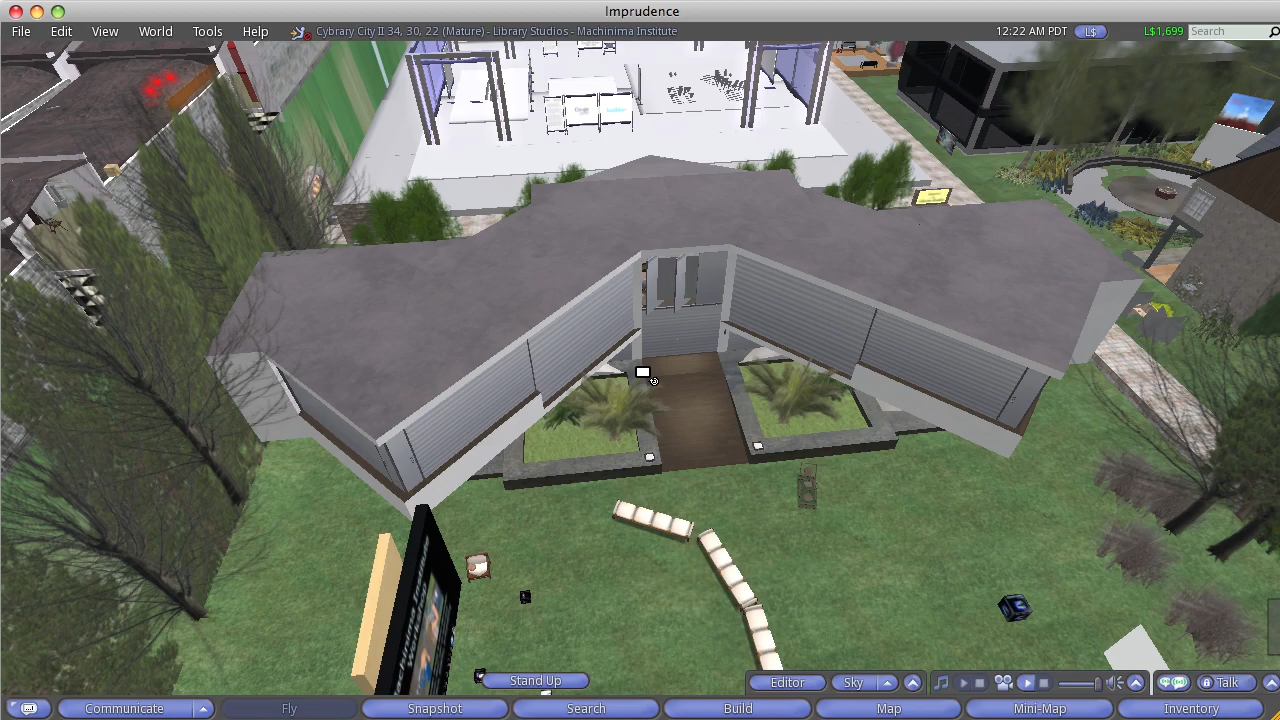 Imprudence
File Edit View World Tools Help Cybrary City II 34, 30, 22 (Mature) - Library Studios - Machinima Institute 12:22 AM PDT L$ L$1,699 Search
Stand Up Editor Sky Talk
Communicate Fly Snapshot Search Build Map Mini-Map Inventory